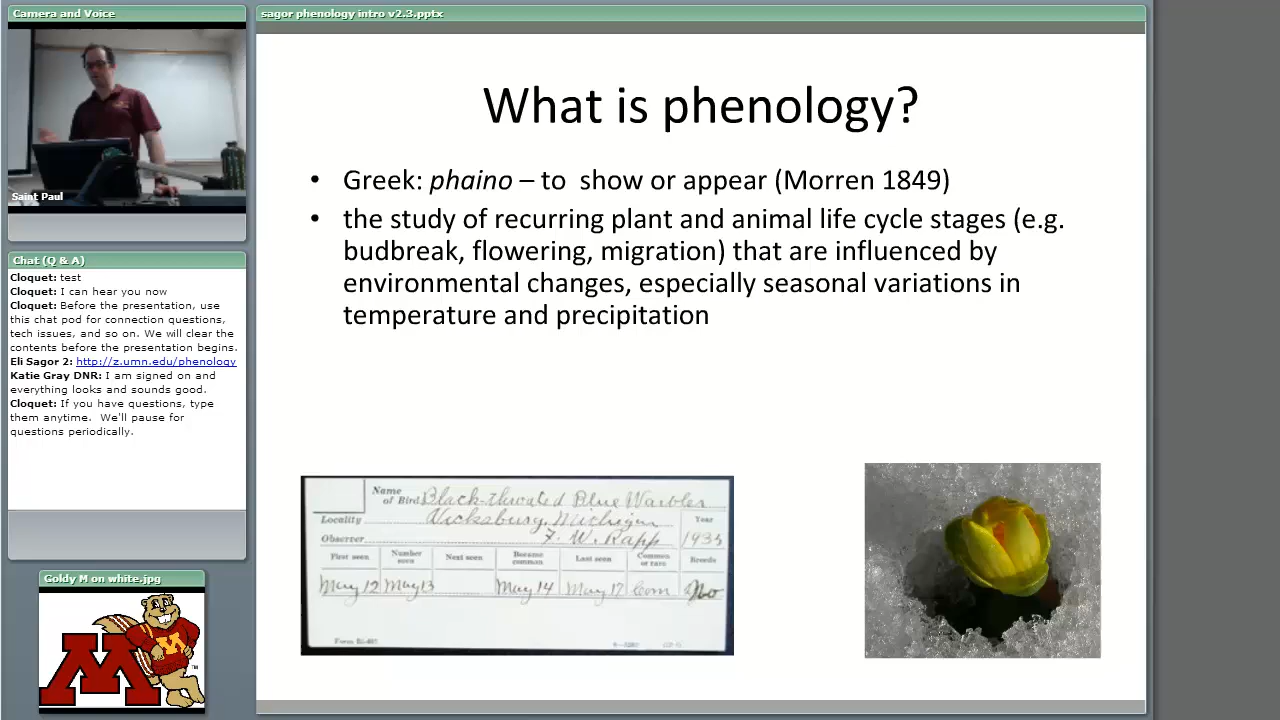 Camera and Voice
Saint Paul
Chat (Q & A)
Cloquet: test
Cloquet: I can hear you now
Cloquet: Before the presentation, use
this chat pod for connection questions,
tech issues, and so on. We will clear the
contents before the presentation begins.
Eli Sagor 2: http://z.umn.edu/phenology
Katie Gray DNR: I am signed on and
everything looks and sounds good.
Cloquet: If you have questions, type
them anytime.  We'll pause for
questions periodically.
Goldy M on white.jpg
M
M
TM
sagor phenology intro v2.3.pptx
What is phenology?
• Greek: phaino – to  show or appear (Morren 1849)
• the study of recurring plant and animal life cycle stages (e.g.
budbreak, flowering, migration) that are influenced by
environmental changes, especially seasonal variations in
temperature and precipitation
Name of Bird Black-throated Blue Warbler
Locality Vicksburg, Michigan Year
Observer F. W. Rapp 1935
First seen Number seen Next seen Became common Last seen Common or rare Breeds
May 12 May 13 May 14 May 17 Com No